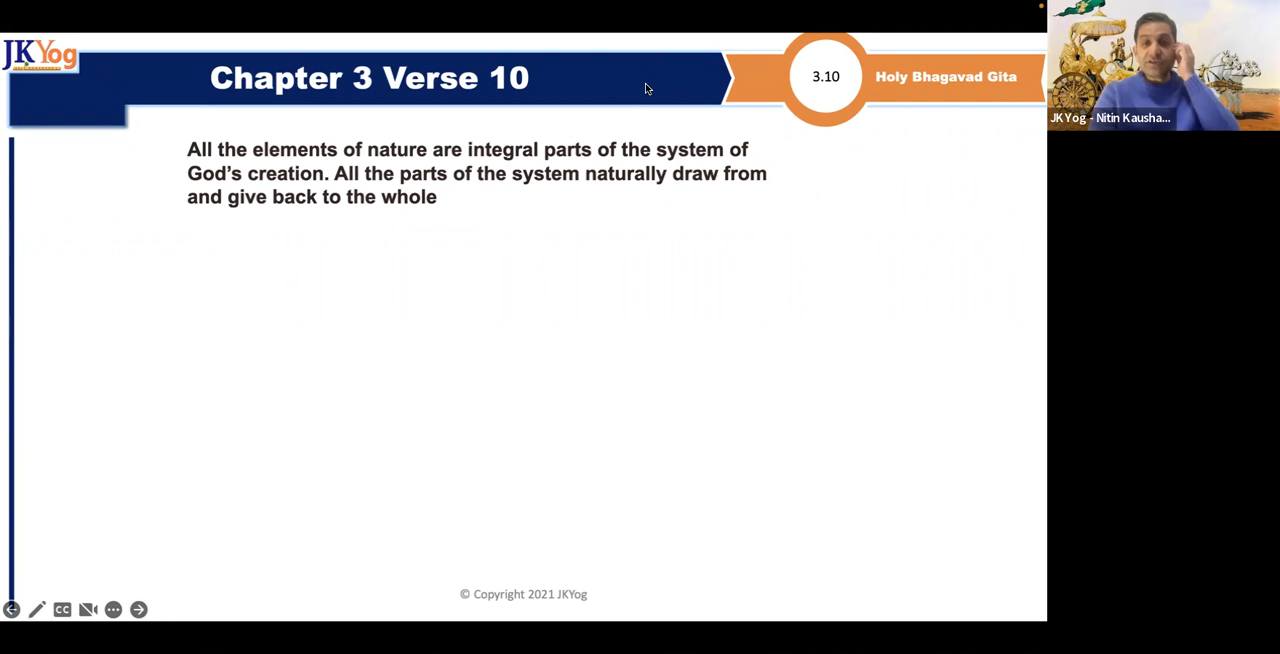 JKYog
Chapter 3 Verse 10
3.10
Holy Bhagavad Gita
JKYog - Nitin Kausha...
All the elements of nature are integral parts of the system of
God's creation. All the parts of the system naturally draw from
and give back to the whole
© Copyright 2021 JKYog
CC